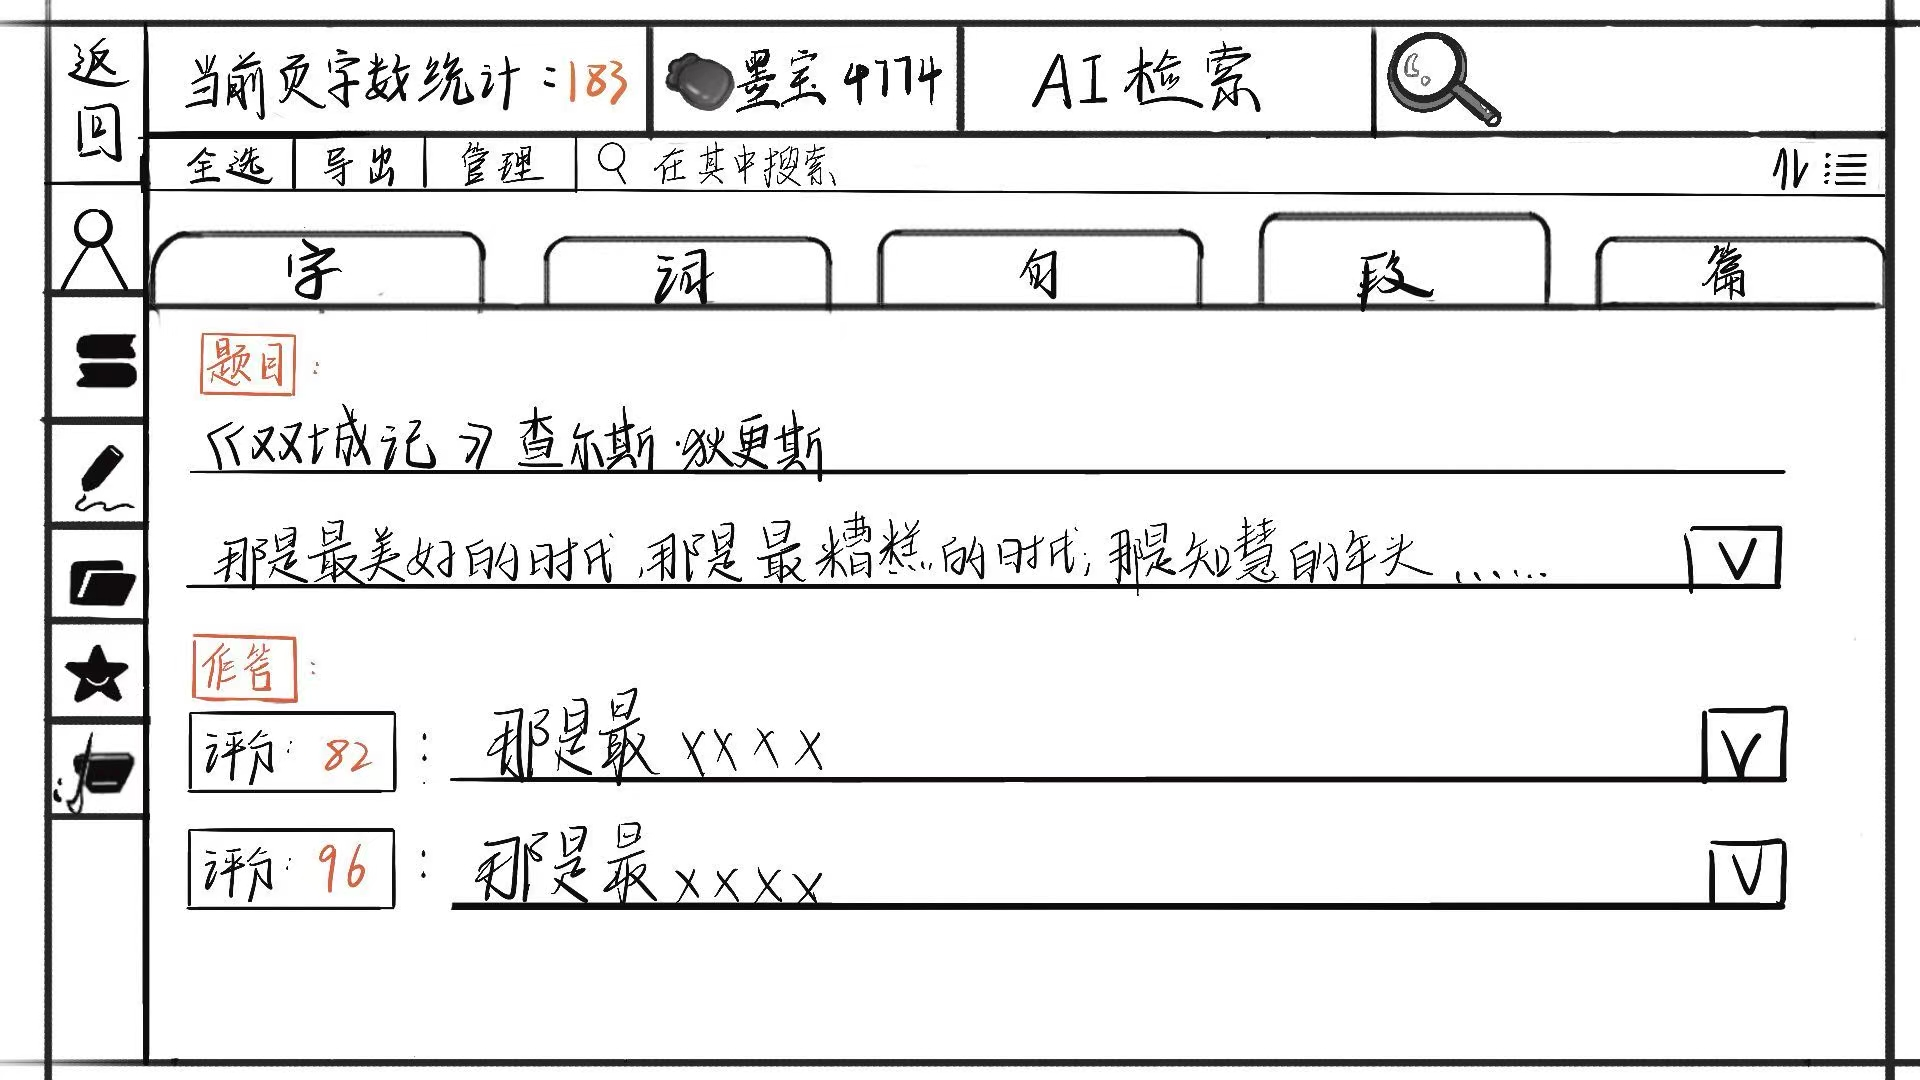 返回
当前页字数统计:183
墨宝 4774
AI检索
全选 导出 管理 在其中搜索
字 词 句 段 篇
题目:
《双城记》查尔斯·狄更斯
那是最美好的时代,那是最糟糕的时代;那是知慧的年头......
V
作答:
评分:82 : 那是最xxxx
V
评分:96 : 那是最xxxx
V